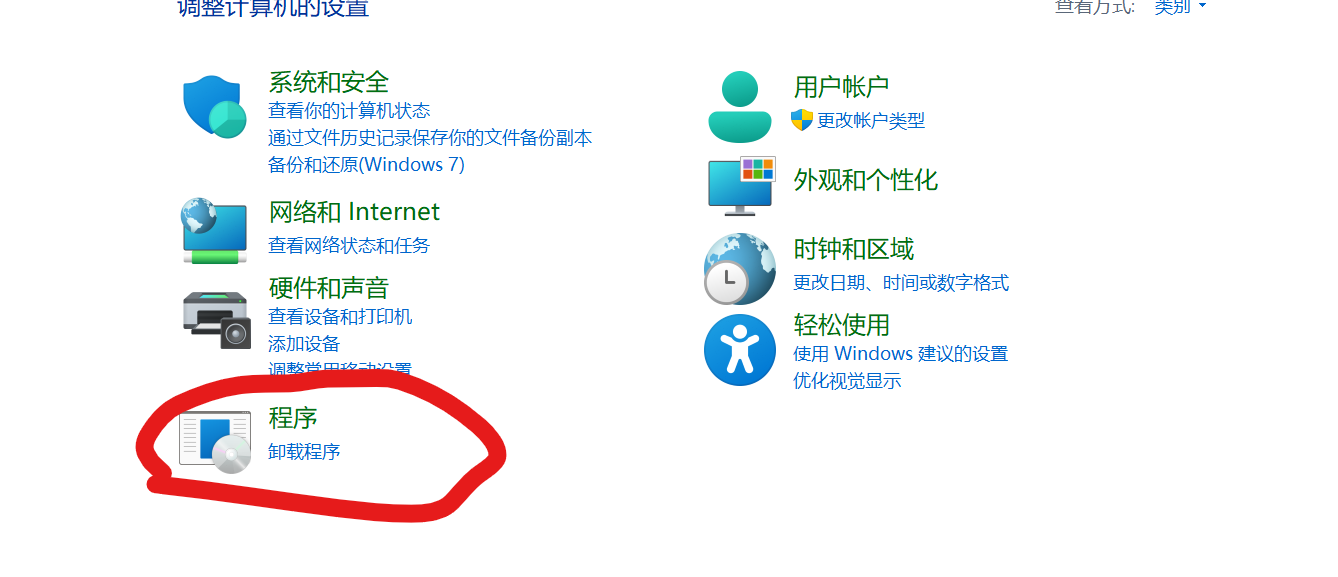 调整计算机的设置
查看方式: 类别
系统和安全
查看你的计算机状态
通过文件历史记录保存你的文件备份副本
备份和还原(Windows 7)
网络和 Internet
查看网络状态和任务
硬件和声音
查看设备和打印机
添加设备
调整常用移动设置
程序
卸载程序
用户帐户
更改帐户类型
外观和个性化
时钟和区域
更改日期、时间或数字格式
轻松使用
使用 Windows 建议的设置
优化视觉显示